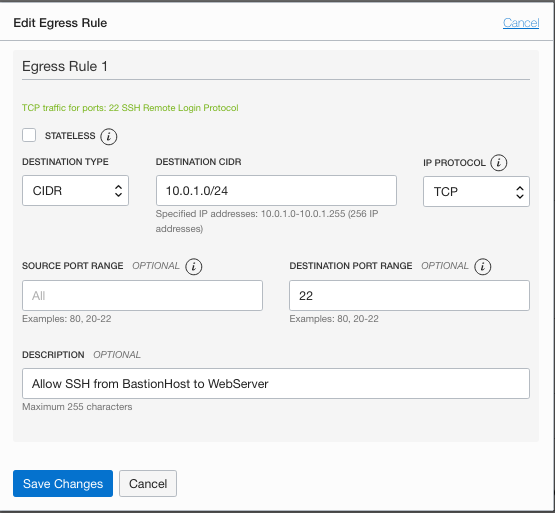 Edit Egress Rule
Cancel
Egress Rule 1
TCP traffic for ports: 22 SSH Remote Login Protocol
STATELESS i
DESTINATION TYPE
DESTINATION CIDR
IP PROTOCOL i
CIDR
10.0.1.0/24
TCP
Specified IP addresses: 10.0.1.0-10.0.1.255 (256 IP
addresses)
SOURCE PORT RANGE OPTIONAL i
DESTINATION PORT RANGE OPTIONAL i
All
22
Examples: 80, 20-22
Examples: 80, 20-22
DESCRIPTION OPTIONAL
Allow SSH from BastionHost to WebServer
Maximum 255 characters
Save Changes
Cancel